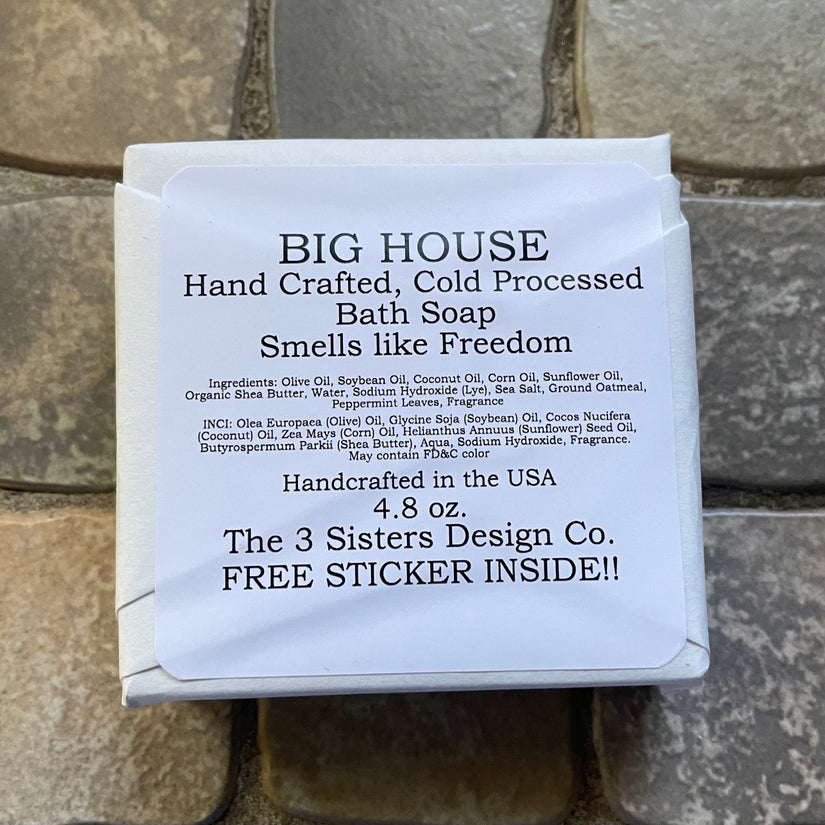 BIG HOUSE
Hand Crafted, Cold Processed
Bath Soap
Smells like Freedom
Ingredients: Olive Oil, Soybean Oil, Coconut Oil, Corn Oil, Sunflower Oil,
Organic Shea Butter, Water, Sodium Hydroxide (Lye), Sea Salt, Ground Oatmeal,
Peppermint Leaves, Fragrance
INCI: Olea Europaea (Olive) Oil, Glycine Soja (Soybean) Oil, Cocos Nucifera
(Coconut) Oil, Zea Mays (Corn) Oil, Helianthus Annuus (Sunflower) Seed Oil,
Butyrospermum Parkii (Shea Butter), Aqua, Sodium Hydroxide, Fragrance.
May contain FD&C color
Handcrafted in the USA
4.8 oz.
The 3 Sisters Design Co.
FREE STICKER INSIDE!!